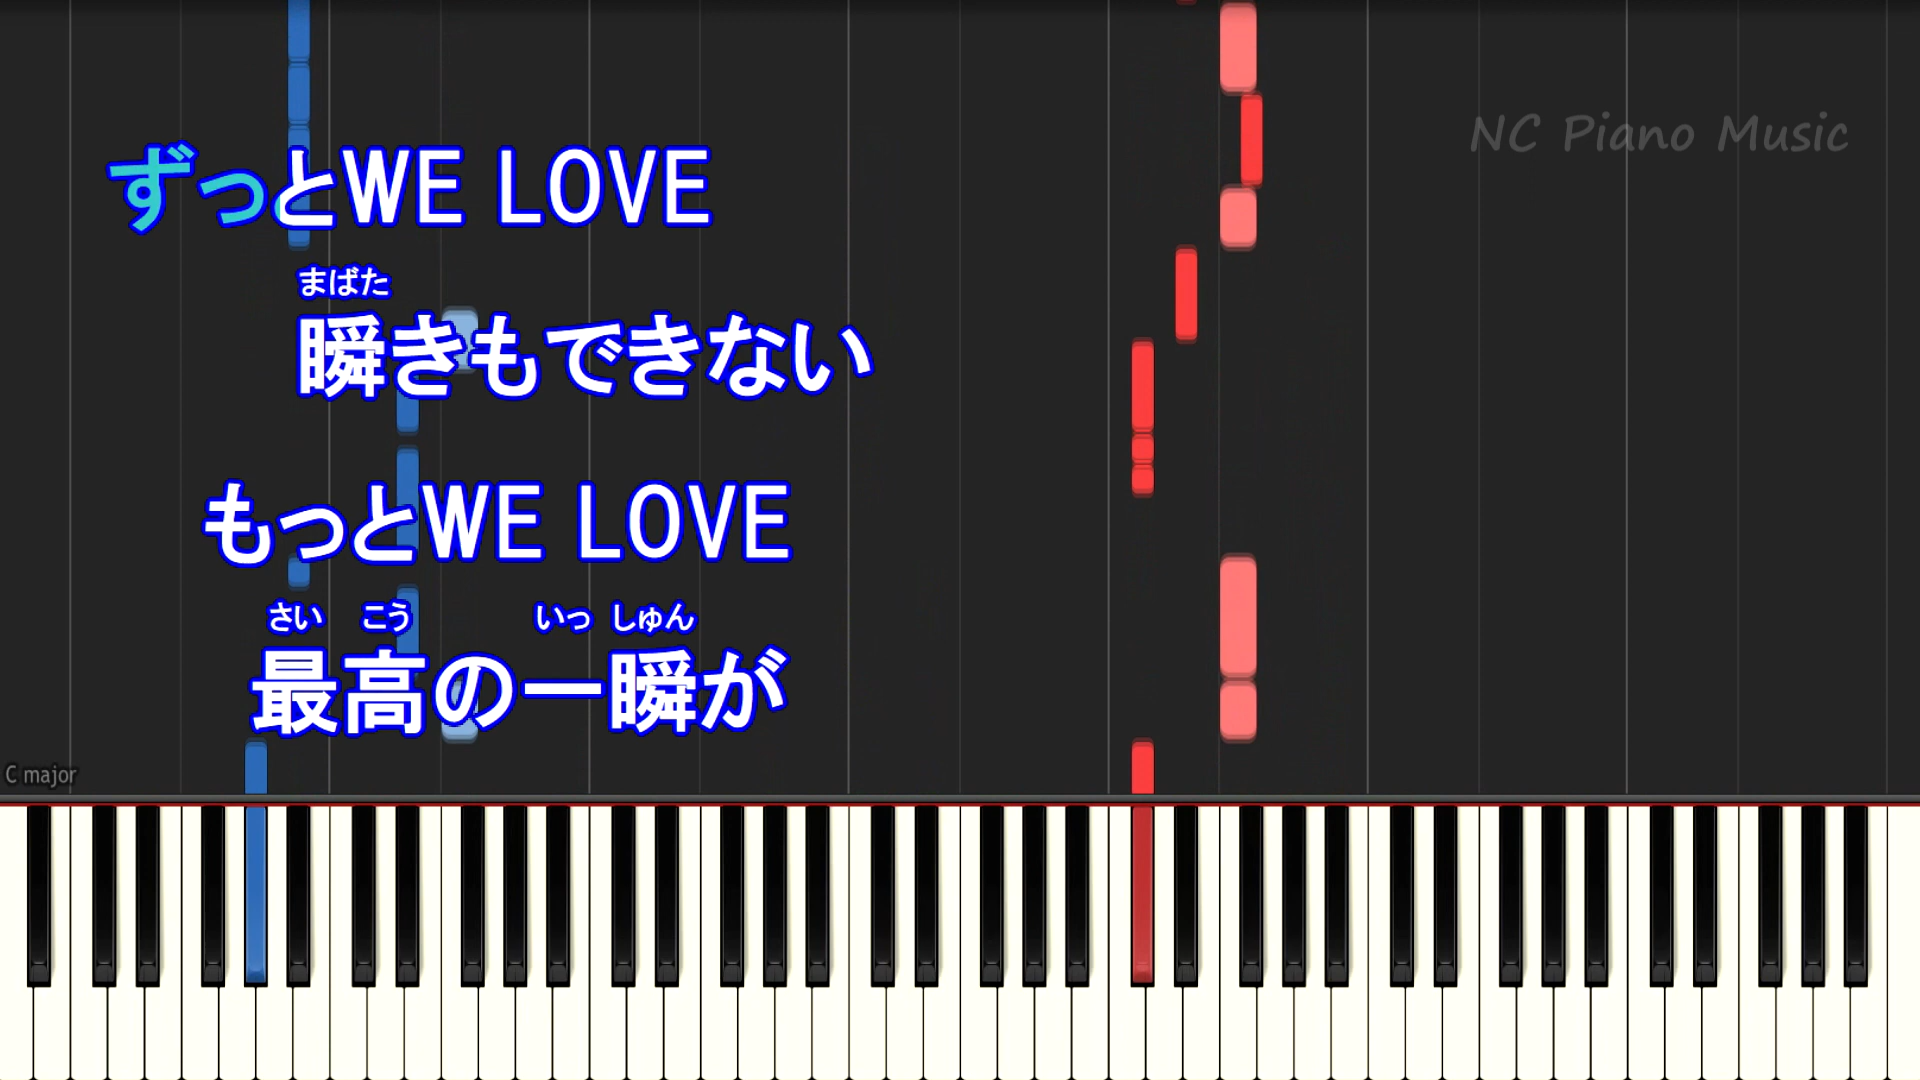 NC Piano Music
ずっとWE LOVE
まばた
瞬きもできない
もっとWE LOVE
さい こう いっ しゅん
最高の一瞬が
C major